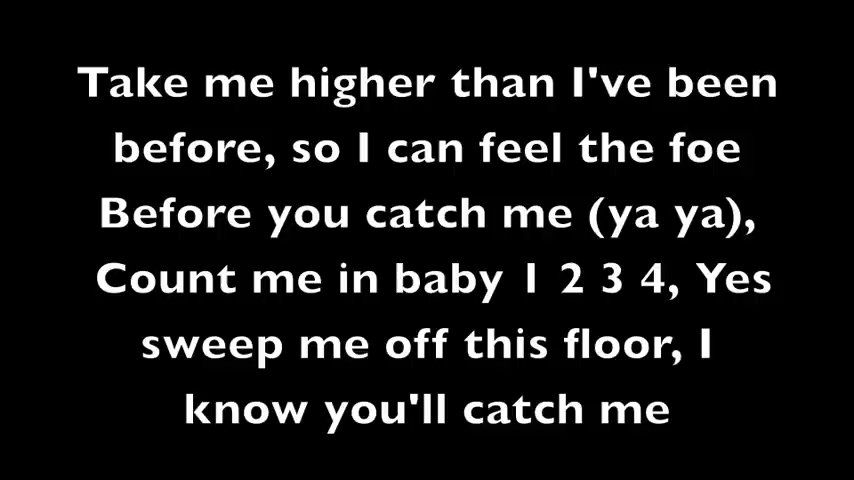 Take me higher than I've been
before, so I can feel the foe
Before you catch me (ya ya),
Count me in baby 1 2 3 4, Yes
sweep me off this floor, I
know you'll catch me